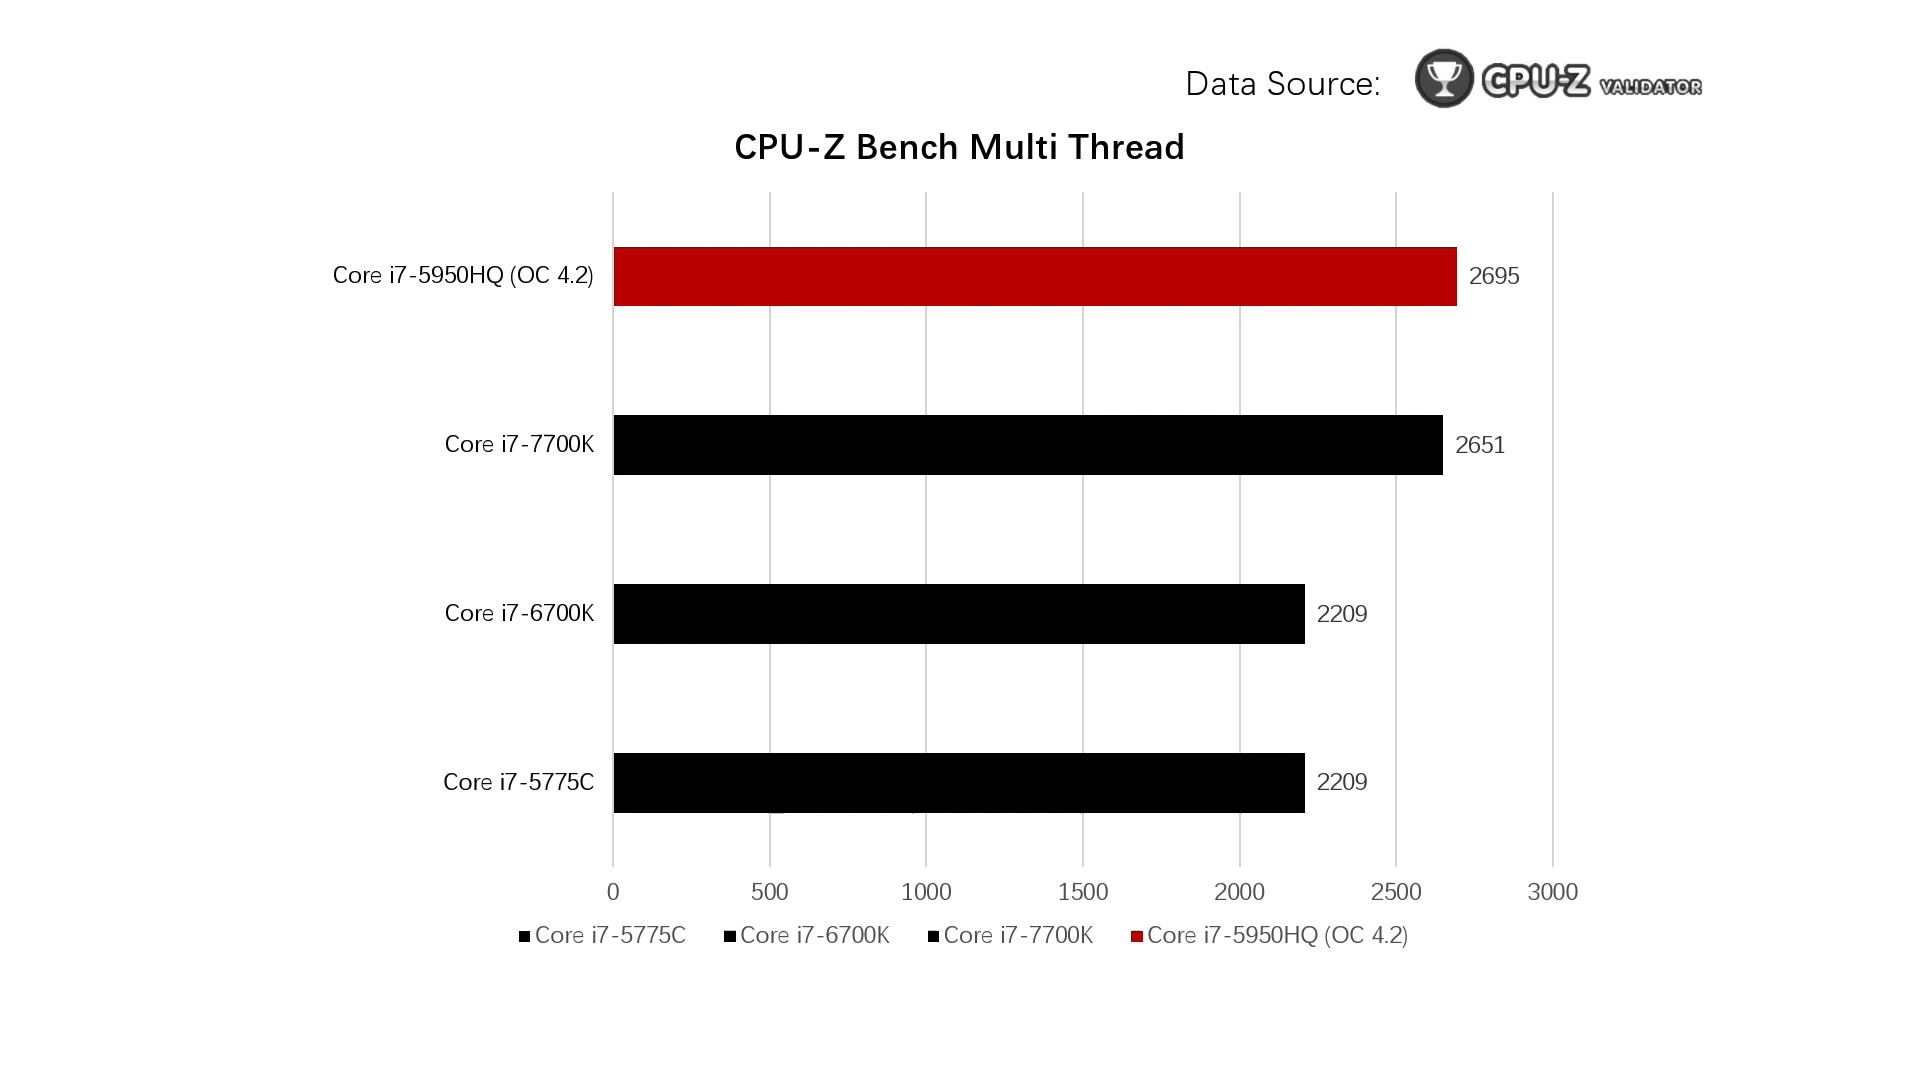 Data Source: CPU-Z VALIDATOR
CPU-Z Bench Multi Thread
Core i7-5950HQ (OC 4.2) 2695
Core i7-7700K 2651
Core i7-6700K 2209
Core i7-5775C 2209
0 500 1000 1500 2000 2500 3000
Core i7-5775C Core i7-6700K Core i7-7700K Core i7-5950HQ (OC 4.2)